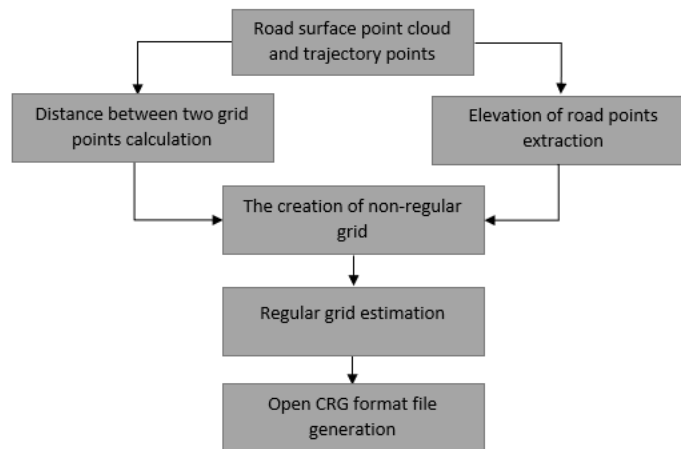 Road surface point cloud
and trajectory points
Distance between two grid
points calculation
Elevation of road points
extraction
The creation of non-regular
grid
Regular grid estimation
Open CRG format file
generation